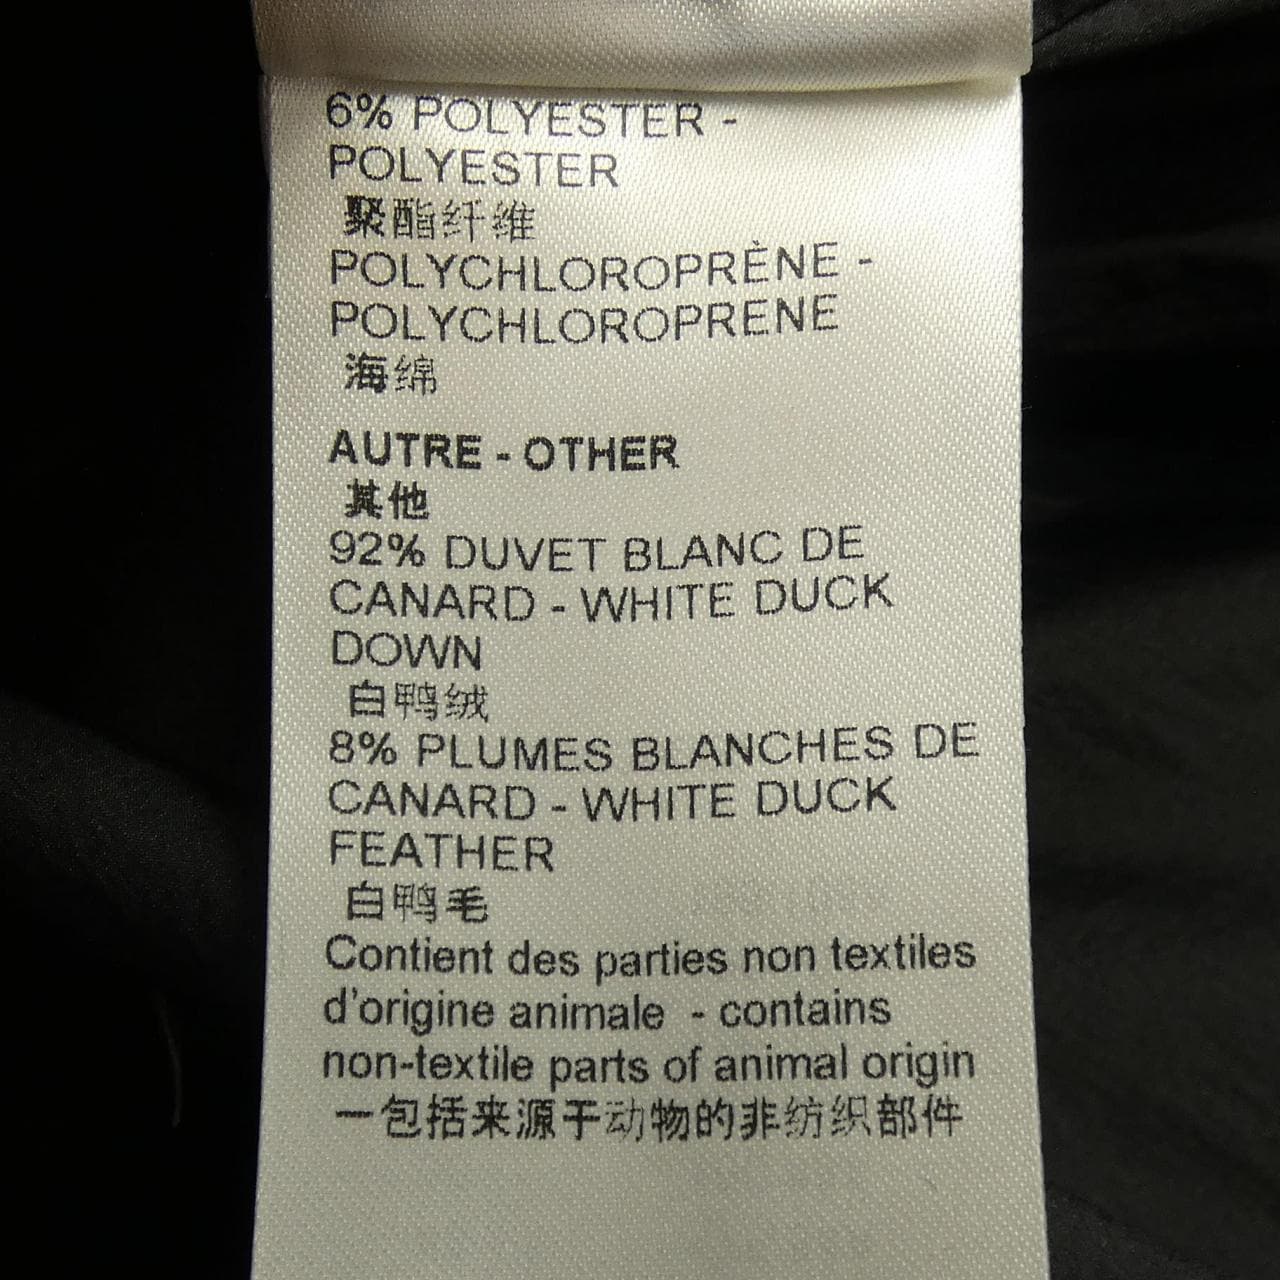 6% POLYESTER -
POLYESTER
聚酯纤维
POLYCHLOROPRÈNE -
POLYCHLOROPRENE
海绵
AUTRE - OTHER
其他
92% DUVET BLANC DE
CANARD - WHITE DUCK
DOWN
白鸭绒
8% PLUMES BLANCHES DE
CANARD - WHITE DUCK
FEATHER
白鸭毛
Contient des parties non textiles
d'origine animale - contains
non-textile parts of animal origin
一包括来源于动物的非纺织部件